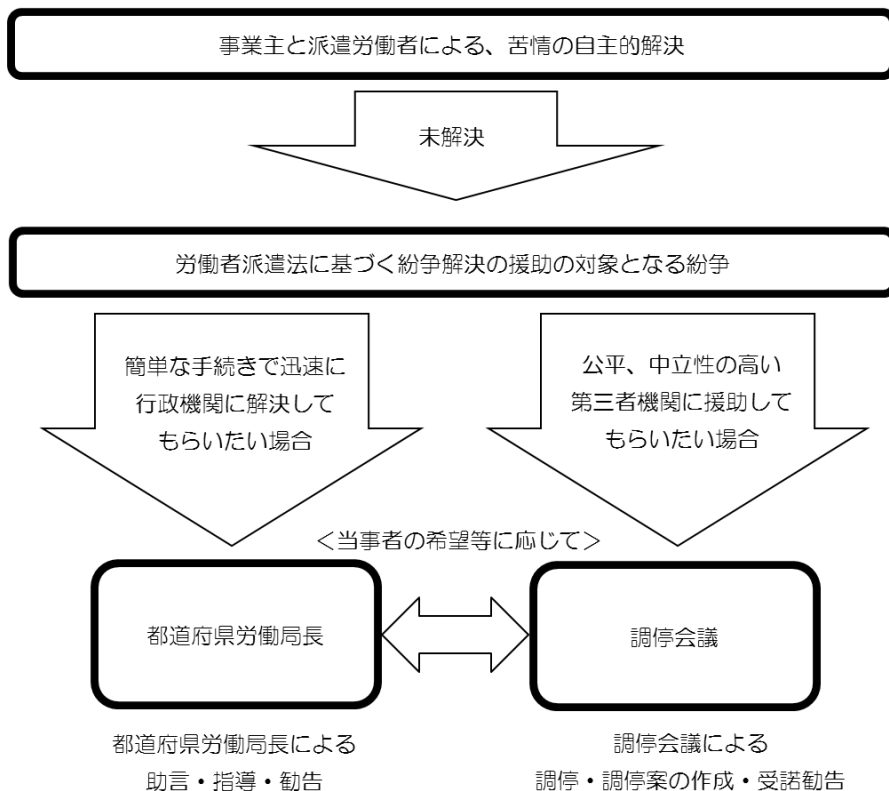 事業主と派遣労働者による、苦情の自主的解決
未解決
労働者派遣法に基づく紛争解決の援助の対象となる紛争
簡単な手続きで迅速に
行政機関に解決して
もらいたい場合
公平、中立性の高い
第三者機関に援助して
もらいたい場合
＜当事者の希望等に応じて＞
都道府県労働局長
調停会議
都道府県労働局長による
助言・指導・勧告
調停会議による
調停・調停案の作成・受諾勧告